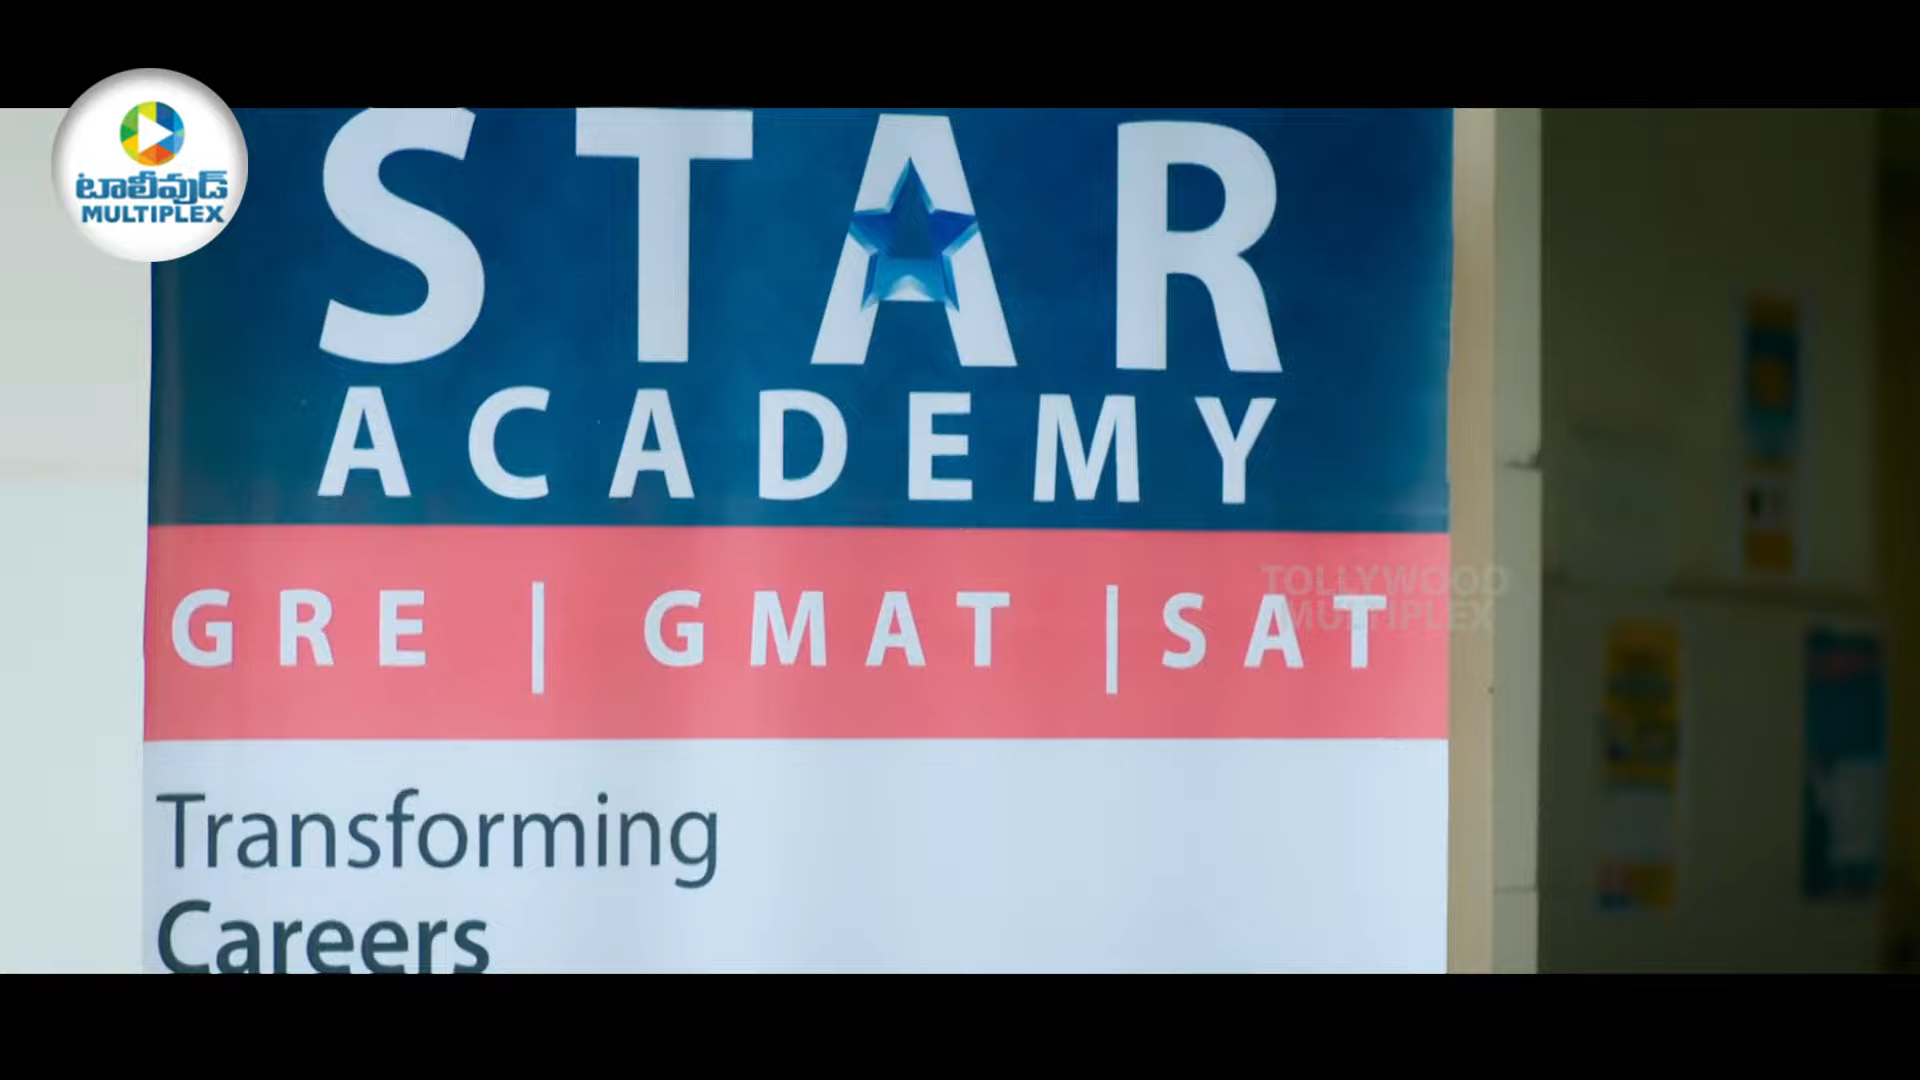 టాలీవుడ్
MULTIPLEX
STAR
ACADEMY
GRE | GMAT | SAT
TOLLYWOOD
MULTIPLEX
Transforming
Careers